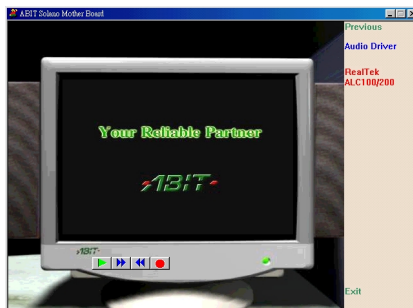 ABIT Solano Mother Board
Previous
Audio Driver
RealTek
ALC100/200
Your Reliable Partner
ABIT
ABIT
Exit